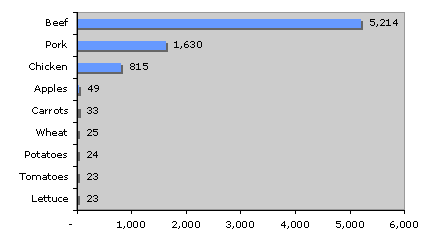 Beef 5,214
Pork 1,630
Chicken 815
Apples 49
Carrots 33
Wheat 25
Potatoes 24
Tomatoes 23
Lettuce 23
- 1,000 2,000 3,000 4,000 5,000 6,000